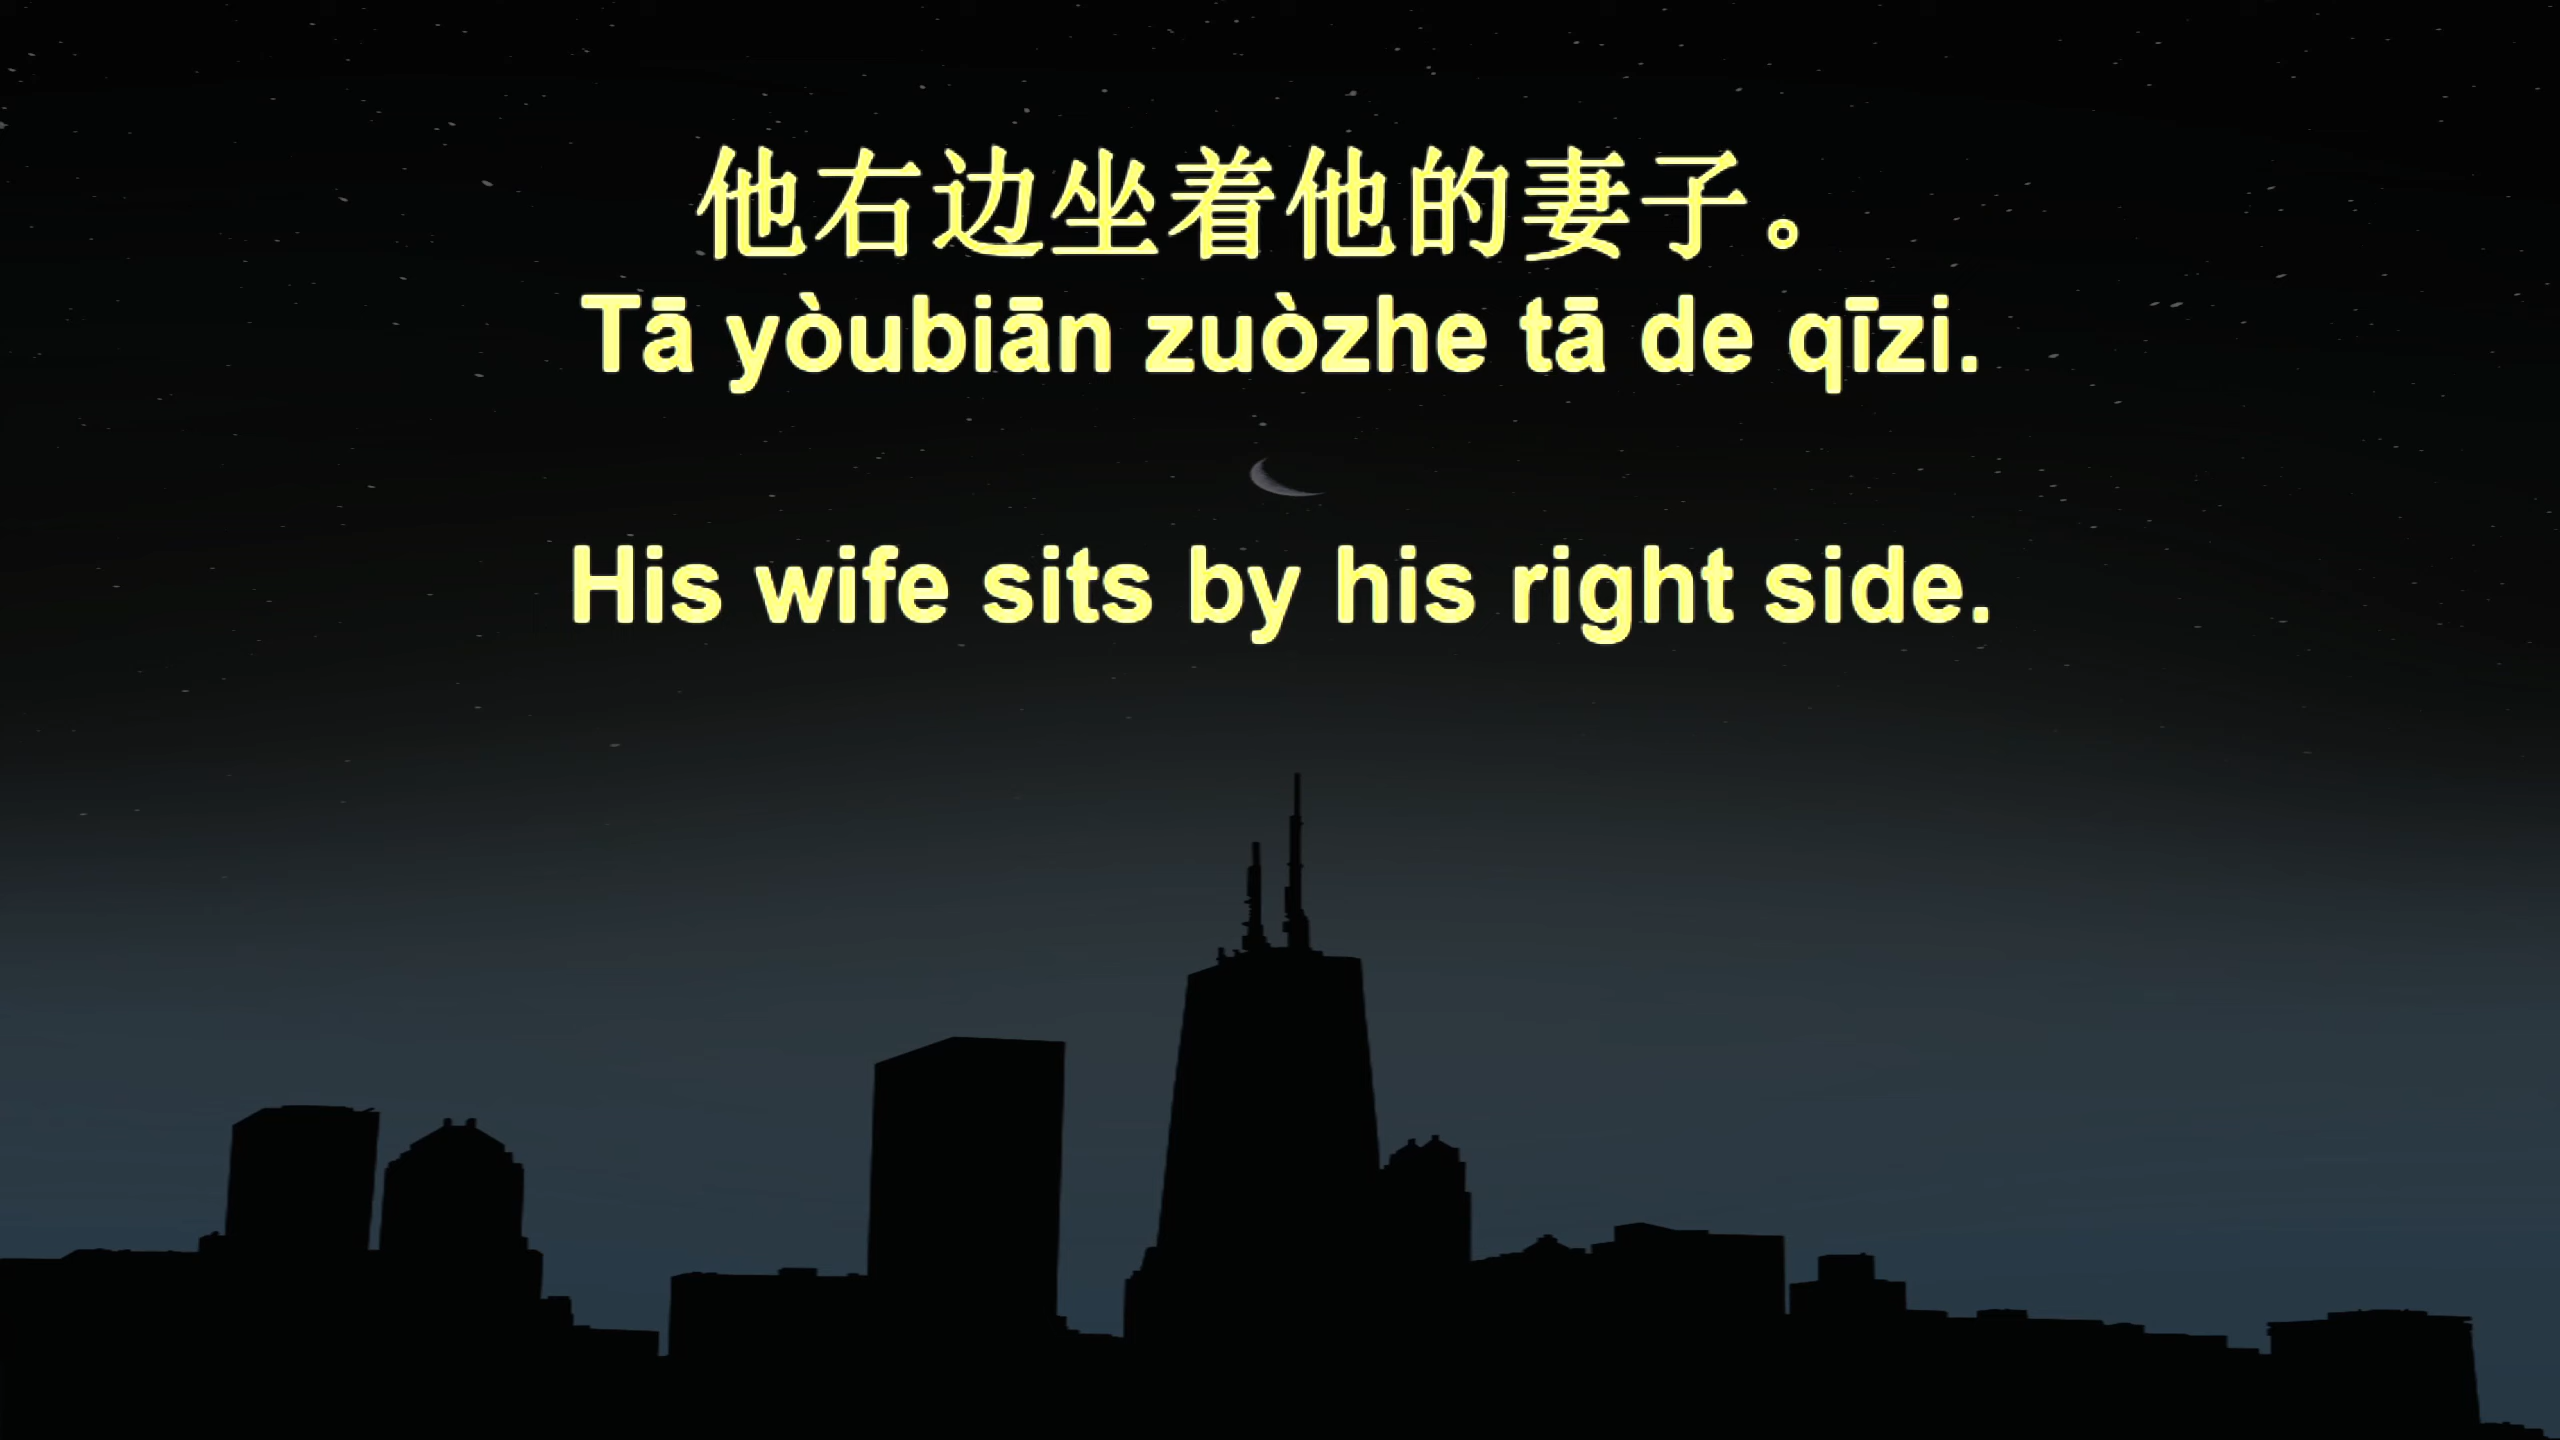 他右边坐着他的妻子。
Tā yòubiān zuòzhe tā de qīzi.
His wife sits by his right side.